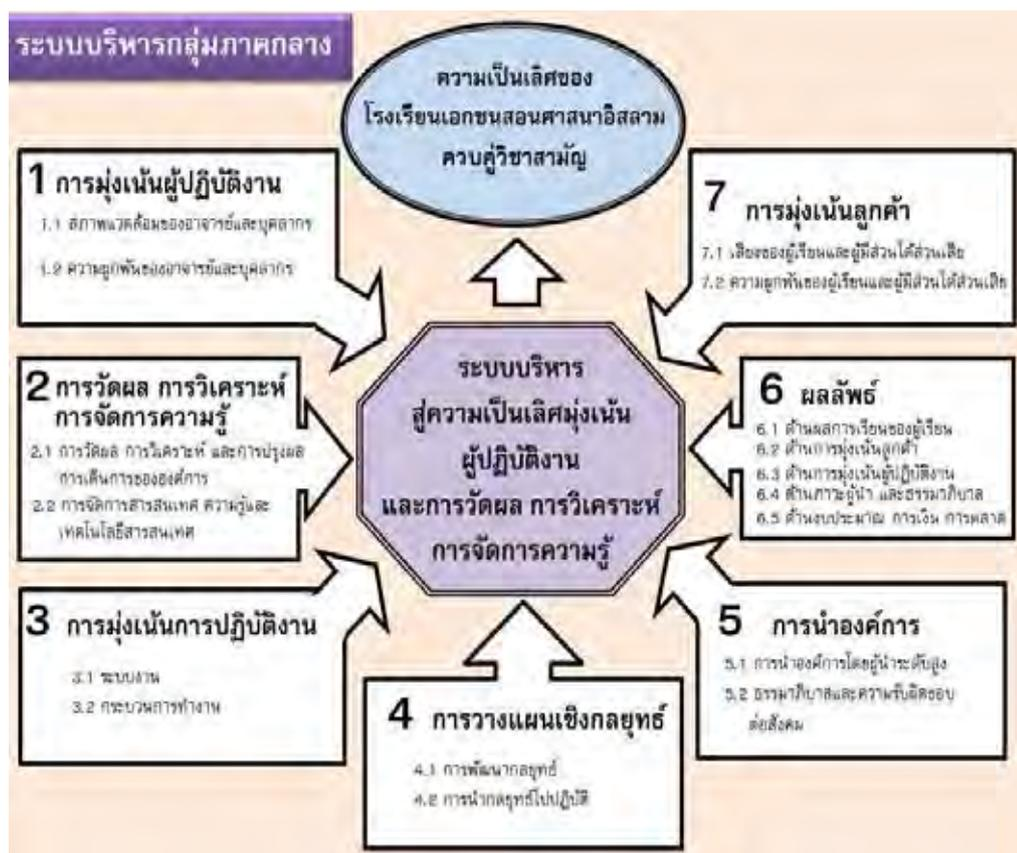 ระบบบริหารกลุ่มภาคกลาง
ความเป็นเลิศของ
โรงเรียนเอกชนสอนศาสนาอิสลาม
ควบคู่วิชาสามัญ
1 การมุ่งเน้นผู้ปฏิบัติงาน
1.1 สภาพแวดล้อมของอาจารย์และบุคลากร
1.2 ความผูกพันของอาจารย์และบุคลากร
2 การวัดผล การวิเคราะห์
การจัดการความรู้
2.1 การวัดผล การวิเคราะห์ และการปรุงผล
การเดินการขององค์การ
2.2 การจัดการสารสนเทศ ความรู้และ
เทคโนโลยีสารสนเทศ
3 การมุ่งเน้นการปฏิบัติงาน
3.1 ระบบงาน
3.2 กระบวนการทำงาน
4 การวางแผนเชิงกลยุทธ์
4.1 การพัฒนากลยุทธ์
4.2 การนำกลยุทธ์ไปปฏิบัติ
5 การนำองค์การ
5.1 การนำองค์การโดยผู้นำระดับสูง
5.2 ธรรมาภิบาลและความรับผิดชอบ
ต่อสังคม
6 ผลลัพธ์
6.1 ด้านผลการเรียนของผู้เรียน
6.2 ด้านการมุ่งเน้นลูกค้า
6.3 ด้านการมุ่งเน้นผู้ปฏิบัติงาน
6.4 ด้านภาวะผู้นำ และธรรมาภิบาล
6.5 ด้านงบประมาณ การเงิน การตลาด
7 การมุ่งเน้นลูกค้า
7.1 เสียงของผู้เรียนและผู้มีส่วนได้ส่วนเสีย
7.2 ความผูกพันของผู้เรียนและผู้มีส่วนได้ส่วนเสีย
ระบบบริหาร
สู่ความเป็นเลิศมุ่งเน้น
ผู้ปฏิบัติงาน
และการวัดผล การวิเคราะห์
การจัดการความรู้